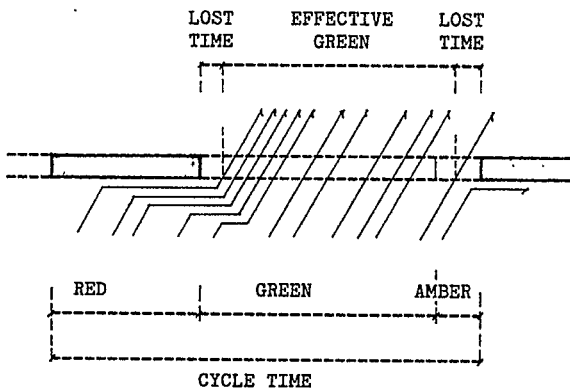 LOST EFFECTIVE LOST
TIME GREEN TIME
RED GREEN AMBER
CYCLE TIME